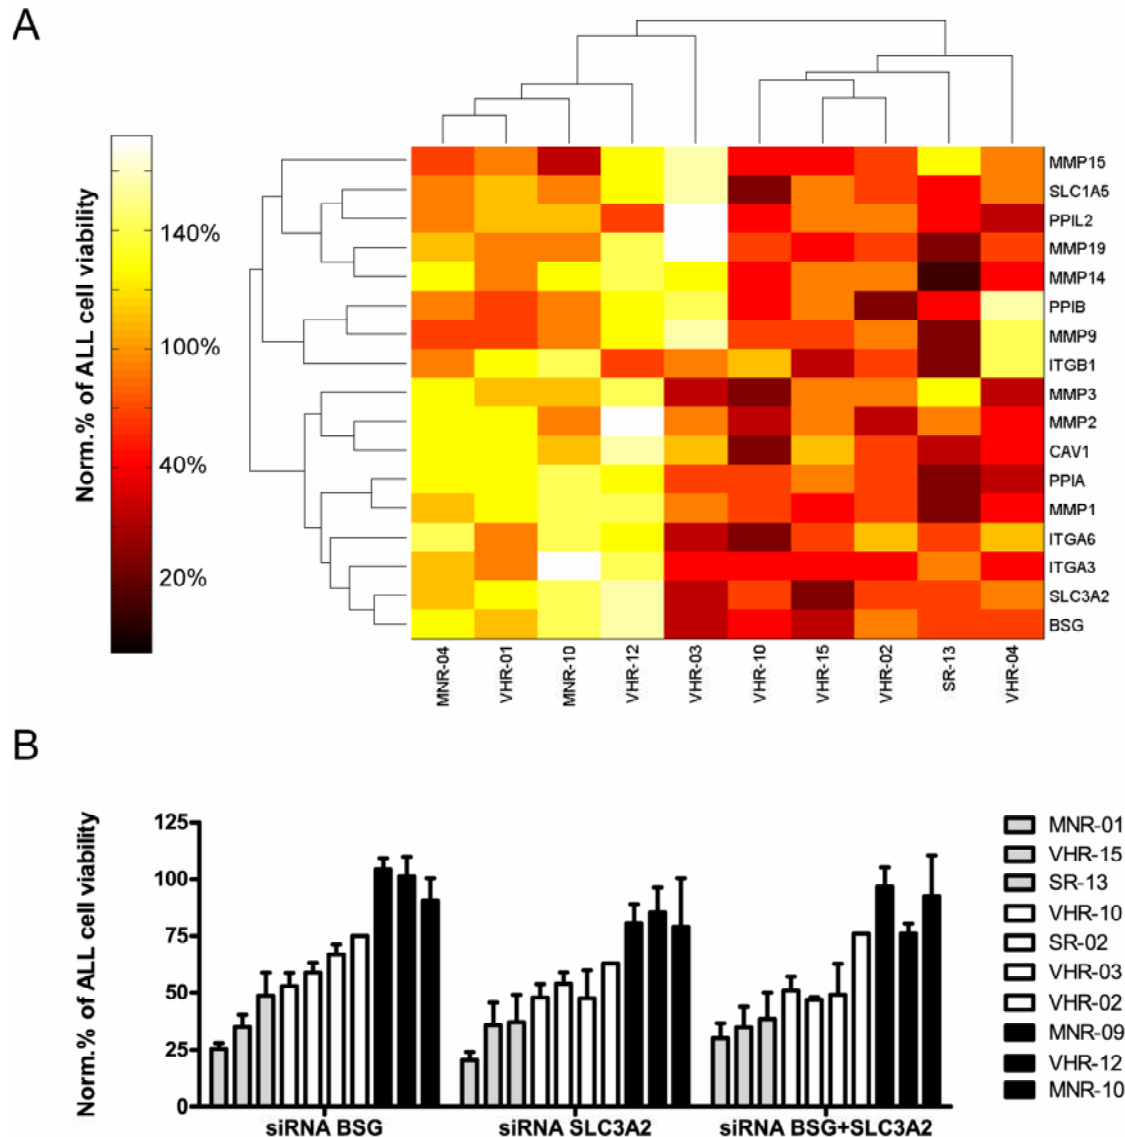 A
Norm.% of ALL cell viability
140%
100%
40%
20%
MMP15
SLC1A5
PPIL2
MMP19
MMP14
PPIB
MMP9
ITGB1
MMP3
MMP2
CAV1
PPIA
MMP1
ITGA6
ITGA3
SLC3A2
BSG
MNR-04
VHR-01
MNR-10
VHR-12
VHR-03
VHR-10
VHR-15
VHR-02
SR-13
VHR-04
B
Norm.% of ALL cell viability
125
100
75
50
25
0
siRNA BSG
siRNA SLC3A2
siRNA BSG+SLC3A2
MNR-01
VHR-15
SR-13
VHR-10
SR-02
VHR-03
VHR-02
MNR-09
VHR-12
MNR-10